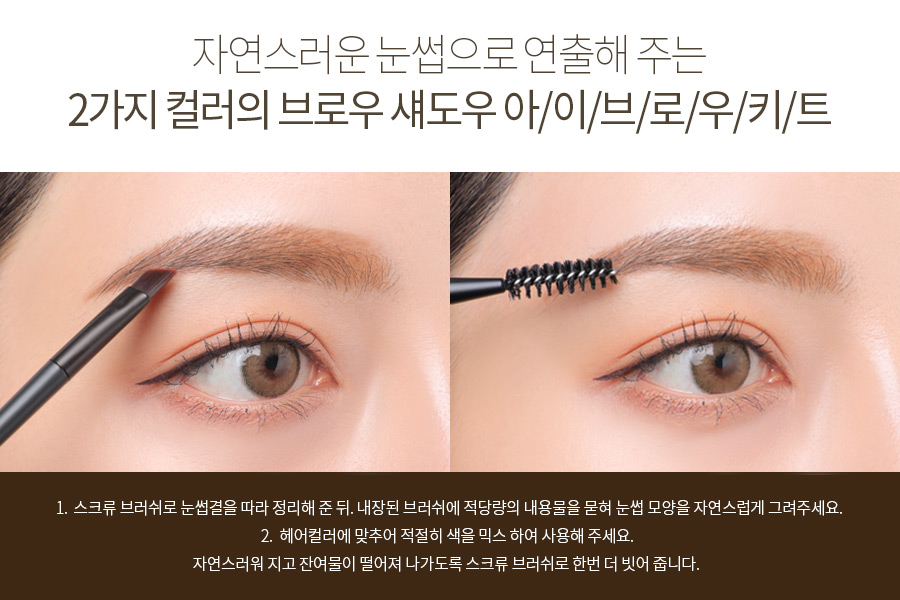 자연스러운 눈썹으로 연출해 주는
2가지 컬러의 브로우 섀도우 아/이/브/로/우/키/트
1. 스크류 브러쉬로 눈썹결을 따라 정리해 준 뒤. 내장된 브러쉬에 적당량의 내용물을 묻혀 눈썹 모양을 자연스럽게 그려주세요.
2. 헤어컬러에 맞추어 적절히 색을 믹스 하여 사용해 주세요.
자연스러워 지고 잔여물이 떨어져 나가도록 스크류 브러쉬로 한번 더 빗어 줍니다.